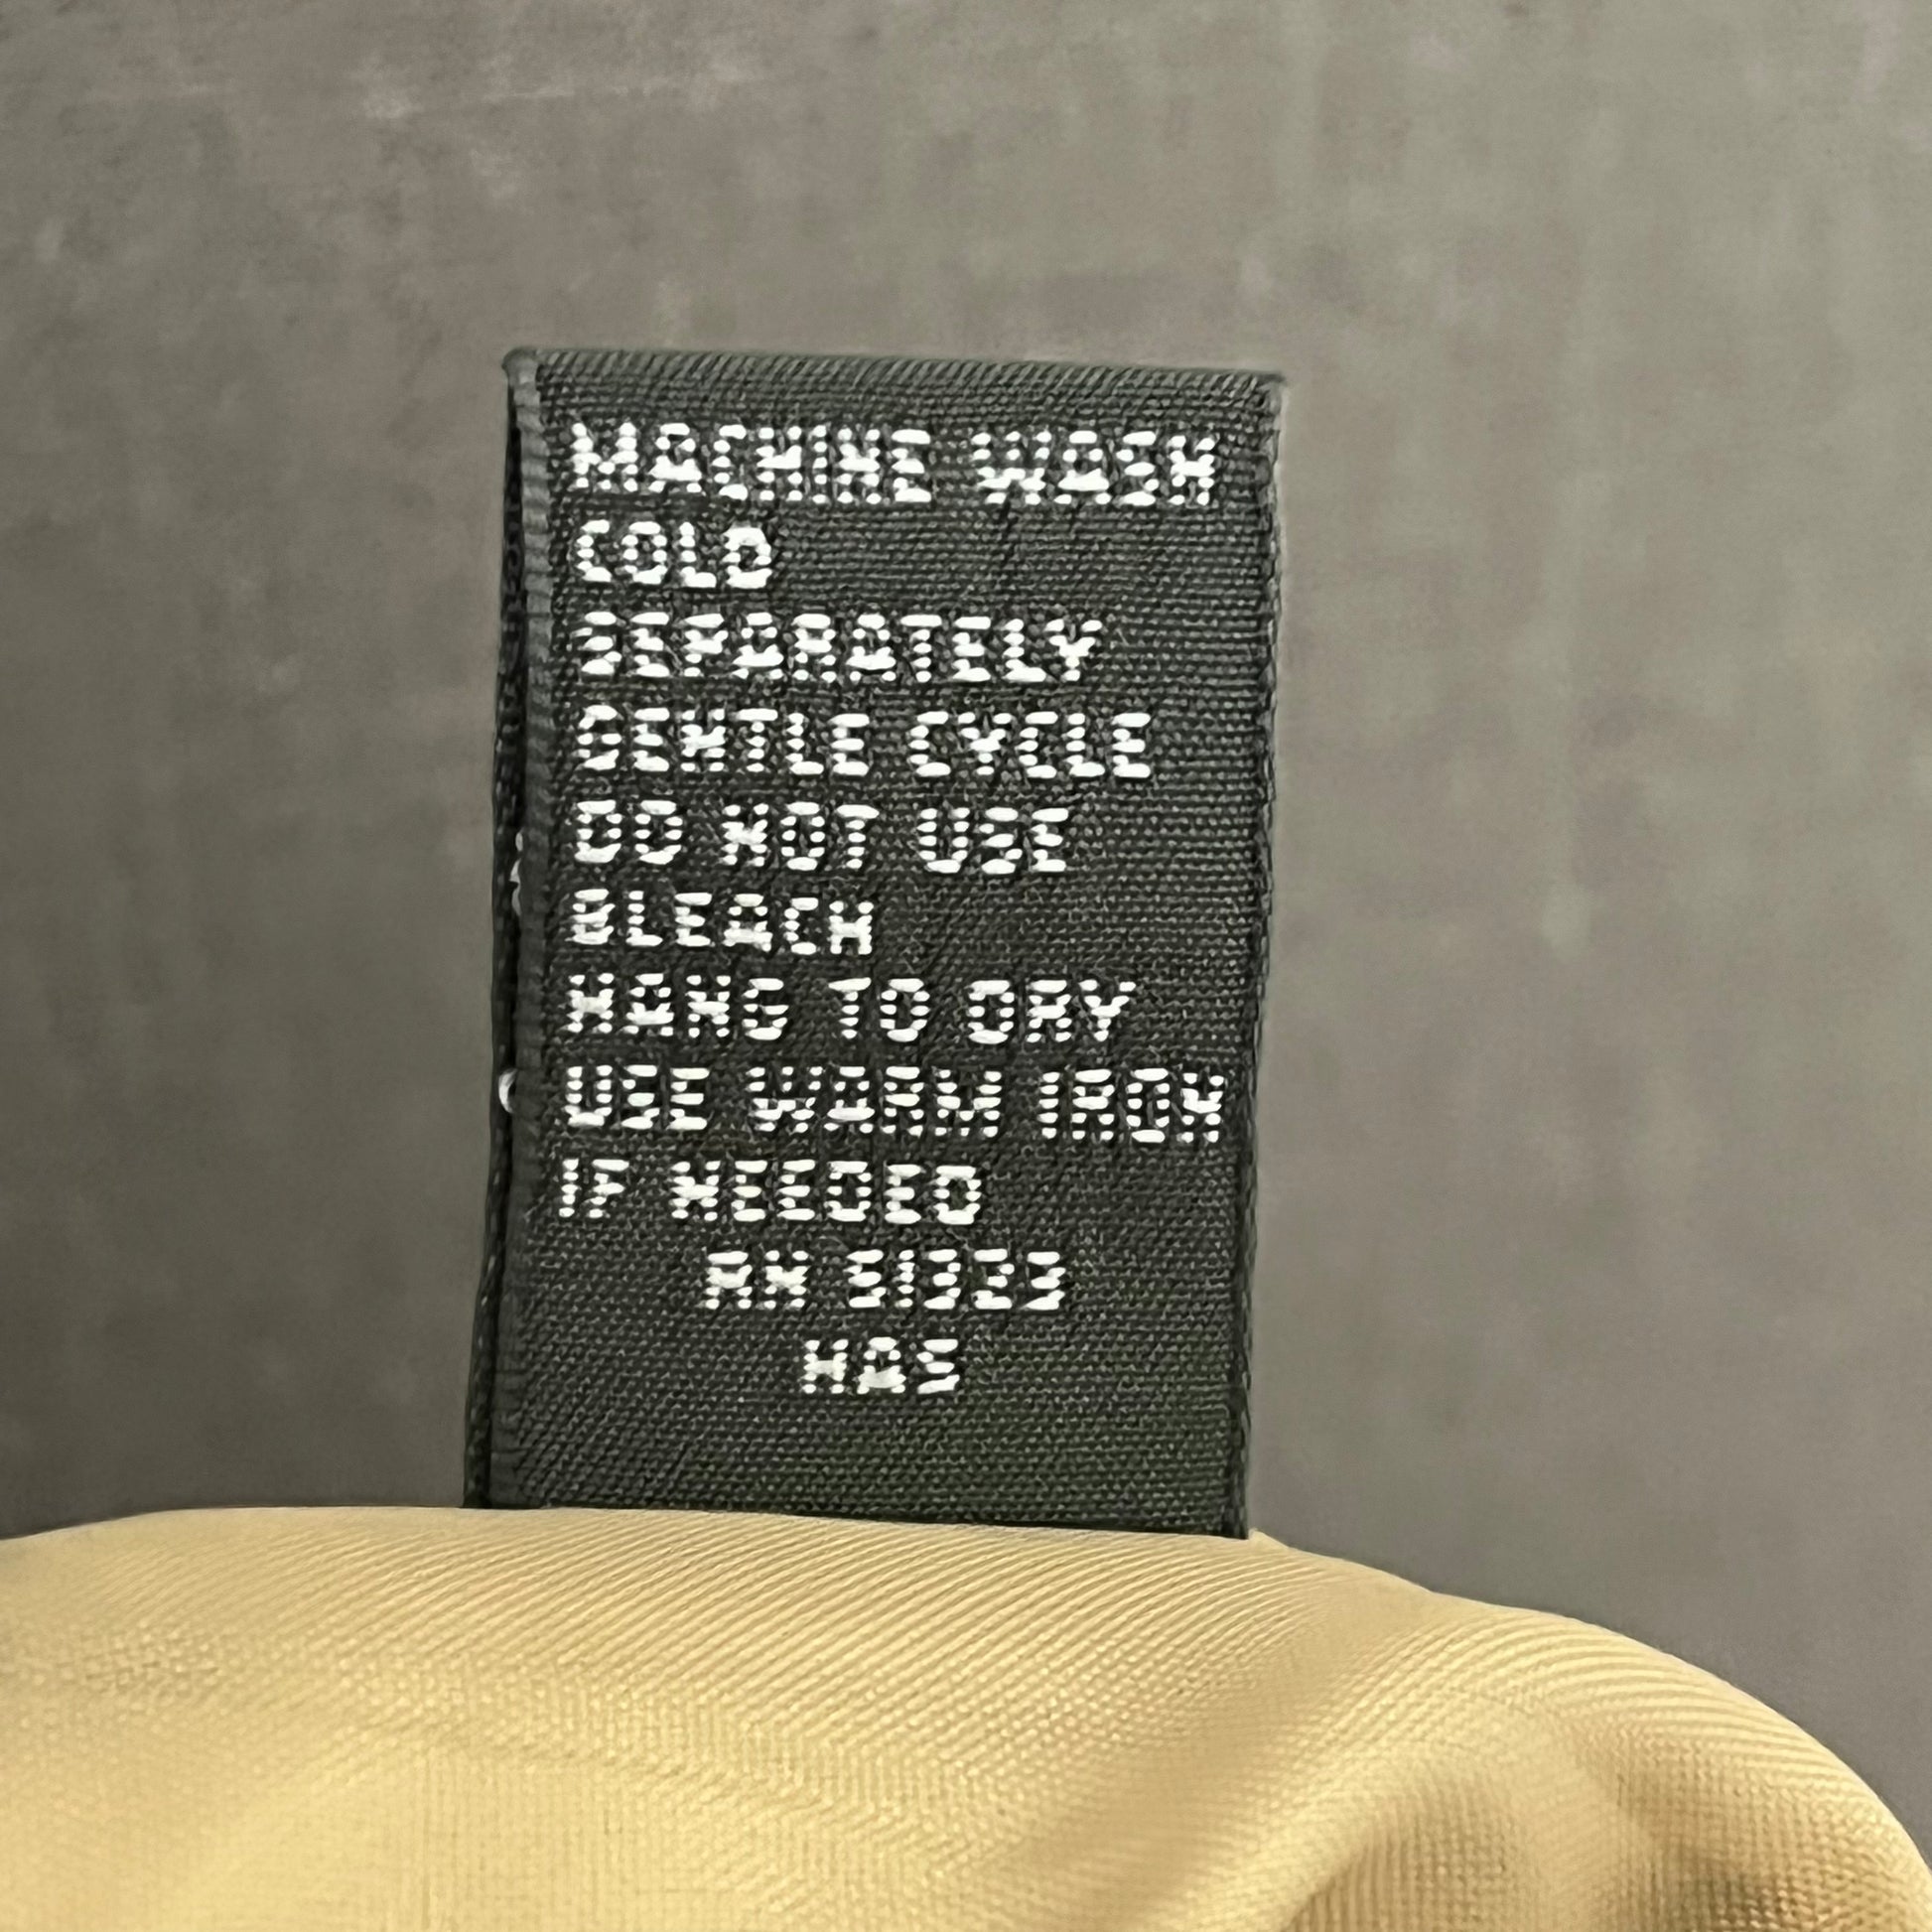 MACHINE WASH
COLD
SEPARATELY
GENTLE CYCLE
DO NOT USE
BLEACH
HANG TO DRY
USE WARM IRON
IF NEEDED
RN 51323
HAS